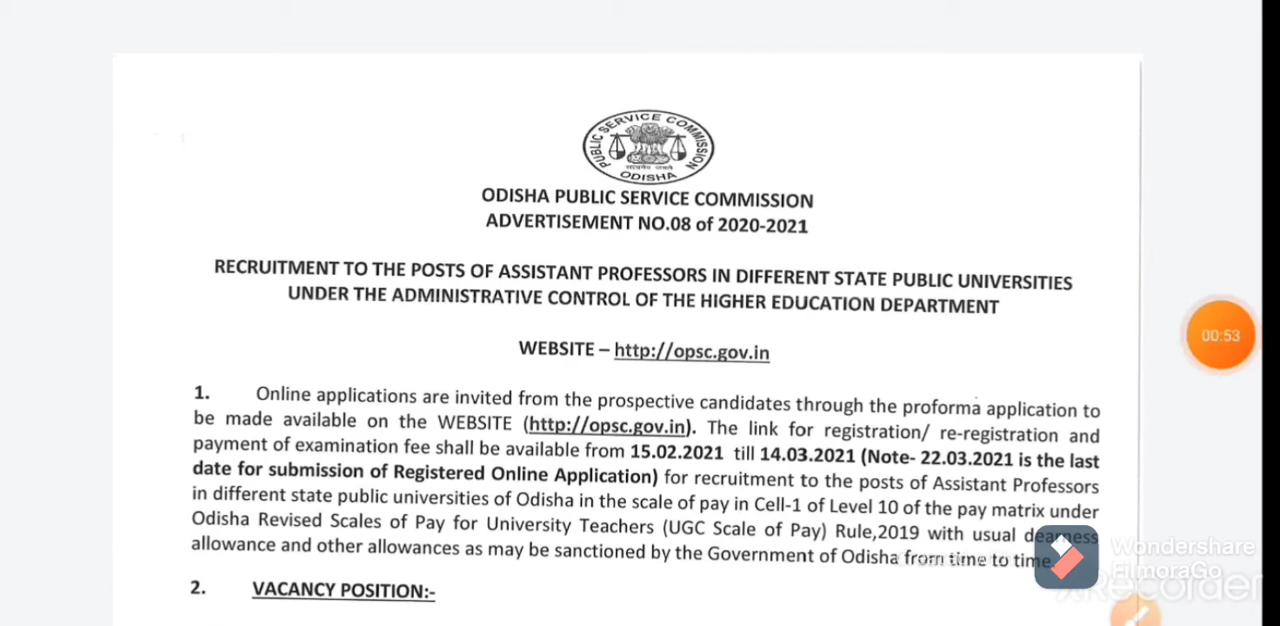 PUBLIC SERVICE COMMISSION
सत्यमेव जयते
ODISHA
ODISHA PUBLIC SERVICE COMMISSION
ADVERTISEMENT NO.08 of 2020-2021
RECRUITMENT TO THE POSTS OF ASSISTANT PROFESSORS IN DIFFERENT STATE PUBLIC UNIVERSITIES
UNDER THE ADMINISTRATIVE CONTROL OF THE HIGHER EDUCATION DEPARTMENT
WEBSITE – http://opsc.gov.in
00:53
1. Online applications are invited from the prospective candidates through the proforma application to
be made available on the WEBSITE (http://opsc.gov.in). The link for registration/ re-registration and
payment of examination fee shall be available from 15.02.2021 till 14.03.2021 (Note- 22.03.2021 is the last
date for submission of Registered Online Application) for recruitment to the posts of Assistant Professors
in different state public universities of Odisha in the scale of pay in Cell-1 of Level 10 of the pay matrix under
Odisha Revised Scales of Pay for University Teachers (UGC Scale of Pay) Rule,2019 with usual dearness
allowance and other allowances as may be sanctioned by the Government of Odisha from time to time.
Wondershare
FilmoraGo
Recorder
2. VACANCY POSITION:-